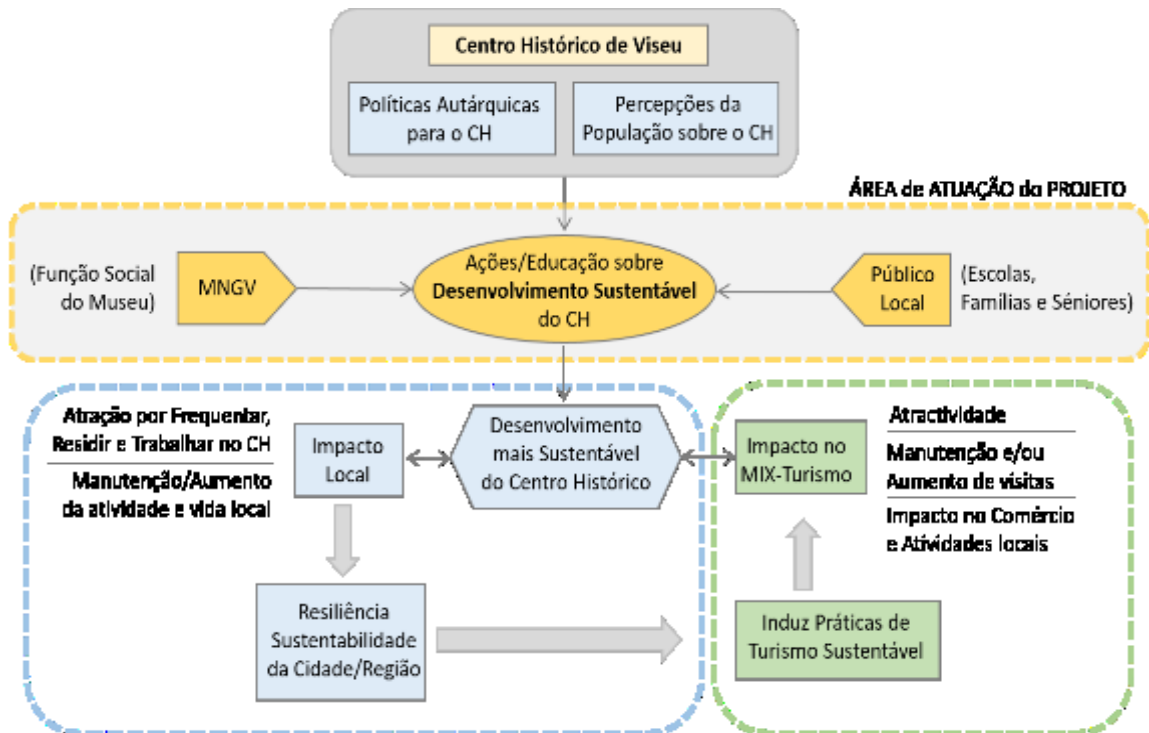 Centro Histórico de Viseu
Políticas Autárquicas
para o CH
Percepções da
População sobre o CH
ÁREA de ATUAÇÃO do PROJETO
(Função Social
do Museu)
MNGV
Ações/Educação sobre
Desenvolvimento Sustentável
do CH
Público
Local
(Escolas,
Famílias e Séniores)
Atração por Frequentar,
Residir e Trabalhar no CH
Manutenção/Aumento
da atividade e vida local
Impacto
Local
Desenvolvimento
mais Sustentável
do Centro Histórico
Impacto no
MIX-Turismo
Atractividade
Manutenção e/ou
Aumento de visitas
Impacto no Comércio
e Atividades locais
Resiliência
Sustentabilidade
da Cidade/Região
Induz Práticas de
Turismo Sustentável